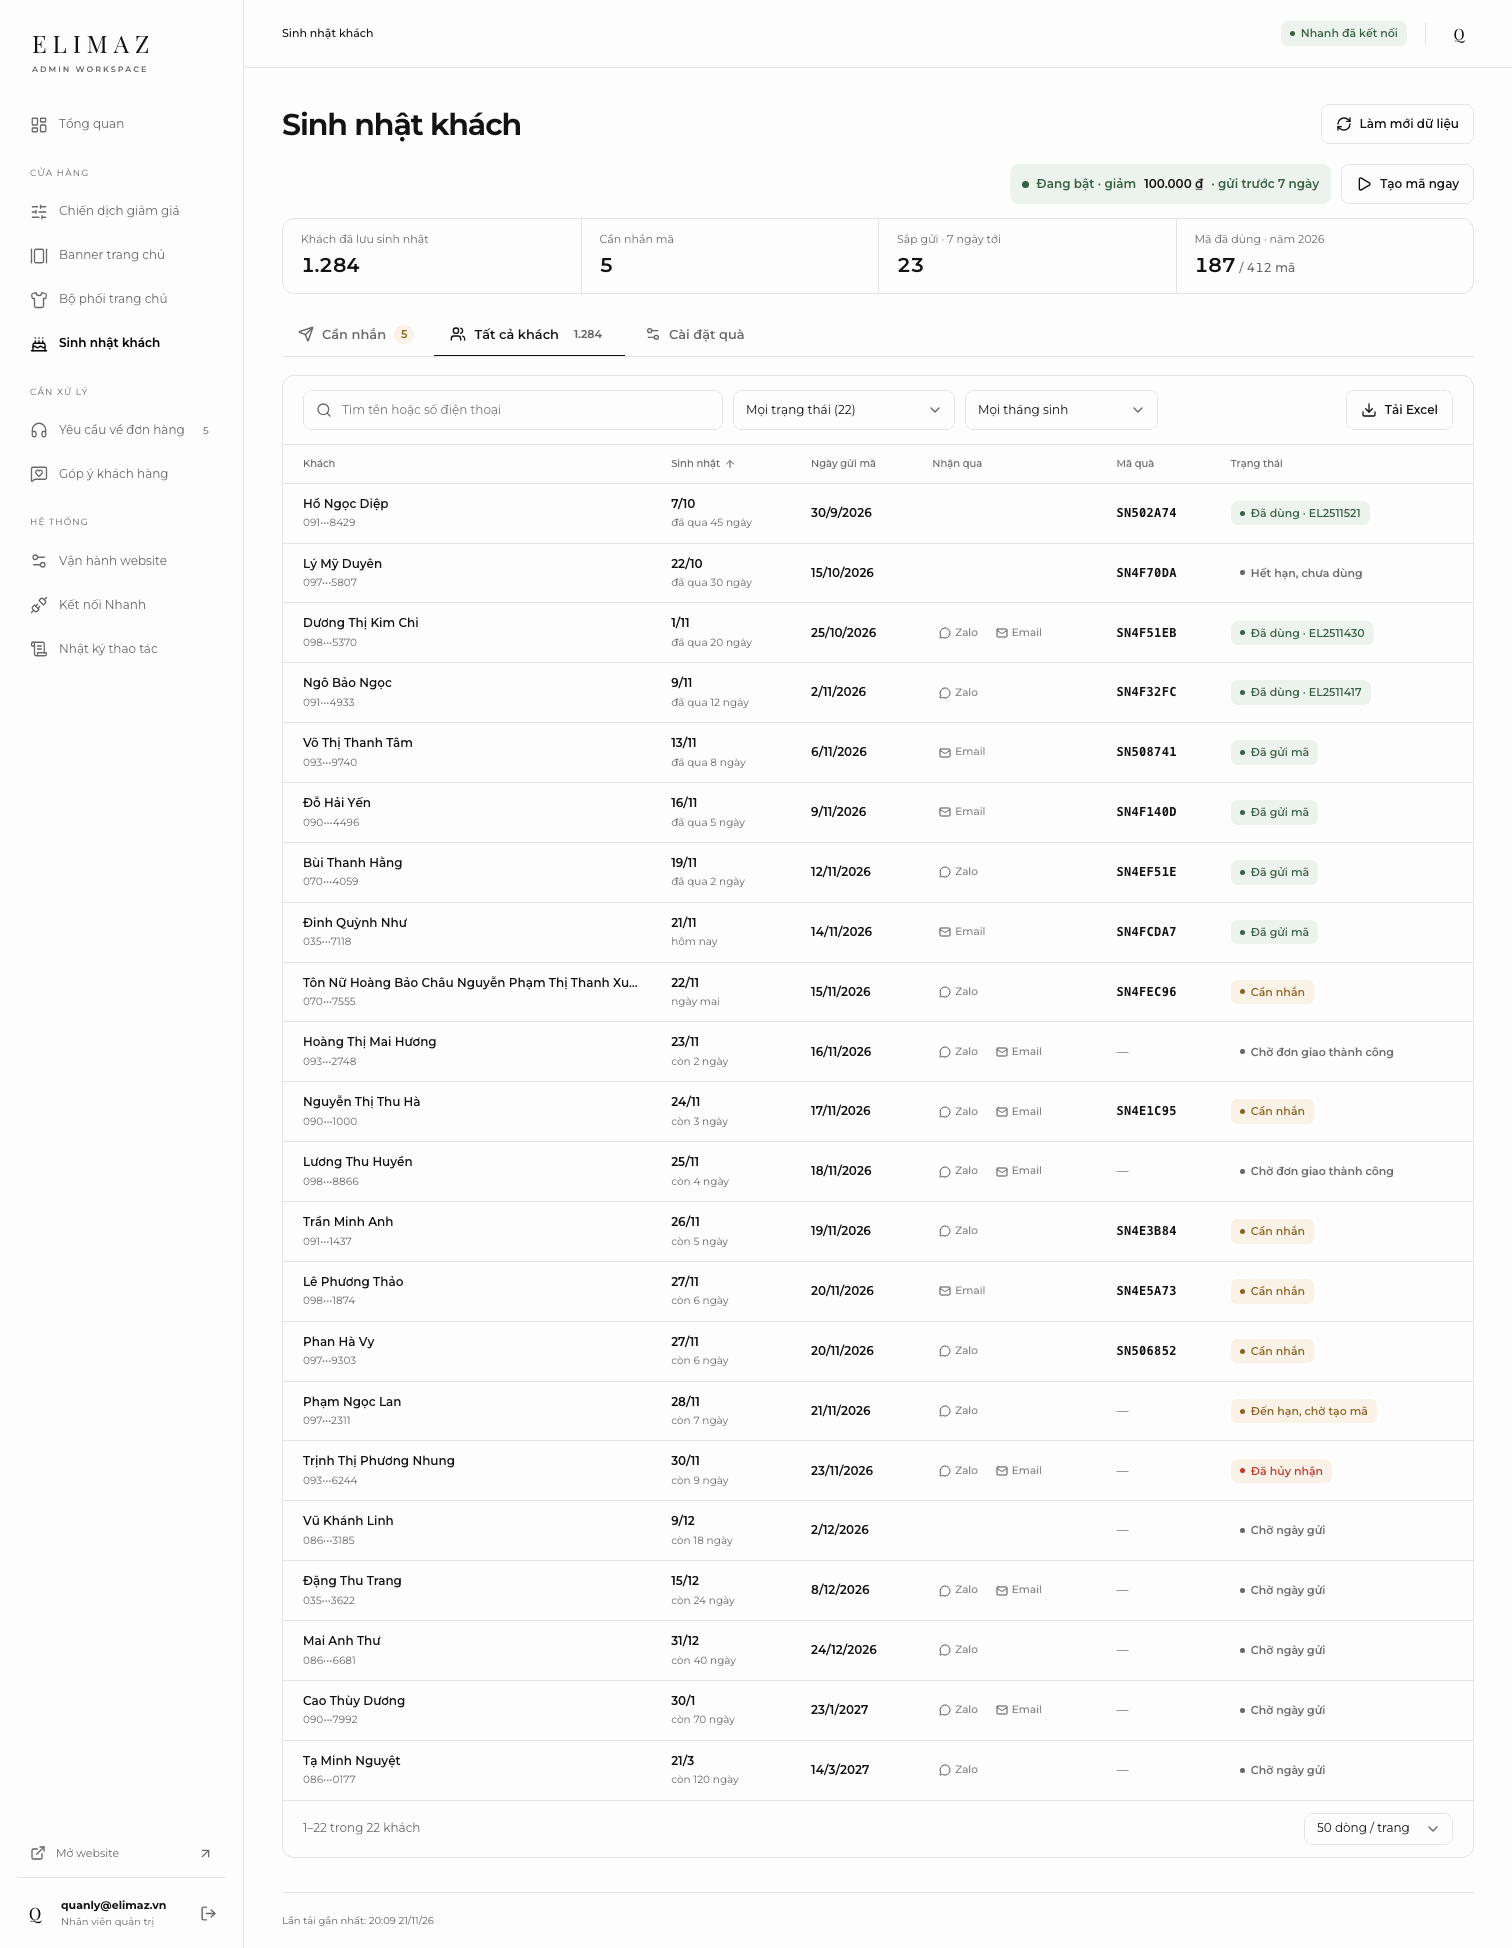 ELIMAZ
ADMIN WORKSPACE
Tổng quan
CỬA HÀNG
Chiến dịch giảm giá
Banner trang chủ
Bộ phối trang chủ
Sinh nhật khách
CẦN XỬ LÝ
Yêu cầu về đơn hàng 5
Góp ý khách hàng
HỆ THỐNG
Vận hành website
Kết nối Nhanh
Nhật ký thao tác
Mở website
Q
quanly@elimaz.vn
Nhân viên quản trị
Sinh nhật khách
Nhanh đã kết nối
Q
Sinh nhật khách
Làm mới dữ liệu
Đang bật · giảm 100.000 ₫ · gửi trước 7 ngày
Tạo mã ngay
Khách đã lưu sinh nhật
1.284
Cần nhắn mã
5
Sắp gửi · 7 ngày tới
23
Mã đã dùng · năm 2026
187 / 412 mã
Cần nhắn 5
Tất cả khách 1.284
Cài đặt quà
Tìm tên hoặc số điện thoại
Mọi trạng thái (22)
Mọi tháng sinh
Tải Excel
Khách Sinh nhật Ngày gửi mã Nhận qua Mã quà Trạng thái
Hồ Ngọc Diệp 7/10 30/9/2026 SN502A74 Đã dùng · EL2511521
091···8429 đã qua 45 ngày
Lý Mỹ Duyên 22/10 15/10/2026 SN4F70DA Hết hạn, chưa dùng
097···5807 đã qua 30 ngày
Dương Thị Kim Chi 1/11 25/10/2026 Zalo Email SN4F51EB Đã dùng · EL2511430
098···5370 đã qua 20 ngày
Ngô Bảo Ngọc 9/11 2/11/2026 Zalo SN4F32FC Đã dùng · EL2511417
091···4933 đã qua 12 ngày
Võ Thị Thanh Tâm 13/11 6/11/2026 Email SN508741 Đã gửi mã
093···9740 đã qua 8 ngày
Đỗ Hải Yến 16/11 9/11/2026 Email SN4F140D Đã gửi mã
090···4496 đã qua 5 ngày
Bùi Thanh Hằng 19/11 12/11/2026 Zalo SN4EF51E Đã gửi mã
070···4059 đã qua 2 ngày
Đinh Quỳnh Như 21/11 14/11/2026 Email SN4FCDA7 Đã gửi mã
035···7118 hôm nay
Tôn Nữ Hoàng Bảo Châu Nguyễn Phạm Thị Thanh Xu... 22/11 15/11/2026 Zalo SN4FEC96 Cần nhắn
070···7555 ngày mai
Hoàng Thị Mai Hương 23/11 16/11/2026 Zalo Email — Chờ đơn giao thành công
093···2748 còn 2 ngày
Nguyễn Thị Thu Hà 24/11 17/11/2026 Zalo Email SN4E1C95 Cần nhắn
090···1000 còn 3 ngày
Lương Thu Huyền 25/11 18/11/2026 Zalo Email — Chờ đơn giao thành công
098···8866 còn 4 ngày
Trần Minh Anh 26/11 19/11/2026 Zalo SN4E3B84 Cần nhắn
091···1437 còn 5 ngày
Lê Phương Thảo 27/11 20/11/2026 Email SN4E5A73 Cần nhắn
098···1874 còn 6 ngày
Phan Hà Vy 27/11 20/11/2026 Zalo SN506852 Cần nhắn
097···9303 còn 6 ngày
Phạm Ngọc Lan 28/11 21/11/2026 Zalo — Đến hạn, chờ tạo mã
097···2311 còn 7 ngày
Trịnh Thị Phương Nhung 30/11 23/11/2026 Zalo Email — Đã hủy nhận
093···6244 còn 9 ngày
Vũ Khánh Linh 9/12 2/12/2026 — Chờ ngày gửi
086···3185 còn 18 ngày
Đặng Thu Trang 15/12 8/12/2026 Zalo Email — Chờ ngày gửi
035···3622 còn 24 ngày
Mai Anh Thư 31/12 24/12/2026 Zalo — Chờ ngày gửi
086···6681 còn 40 ngày
Cao Thùy Dương 30/1 23/1/2027 Zalo Email — Chờ ngày gửi
090···7992 còn 70 ngày
Tạ Minh Nguyệt 21/3 14/3/2027 Zalo — Chờ ngày gửi
086···0177 còn 120 ngày
1–22 trong 22 khách
50 dòng / trang
Lần tải gần nhất: 20:09 21/11/26